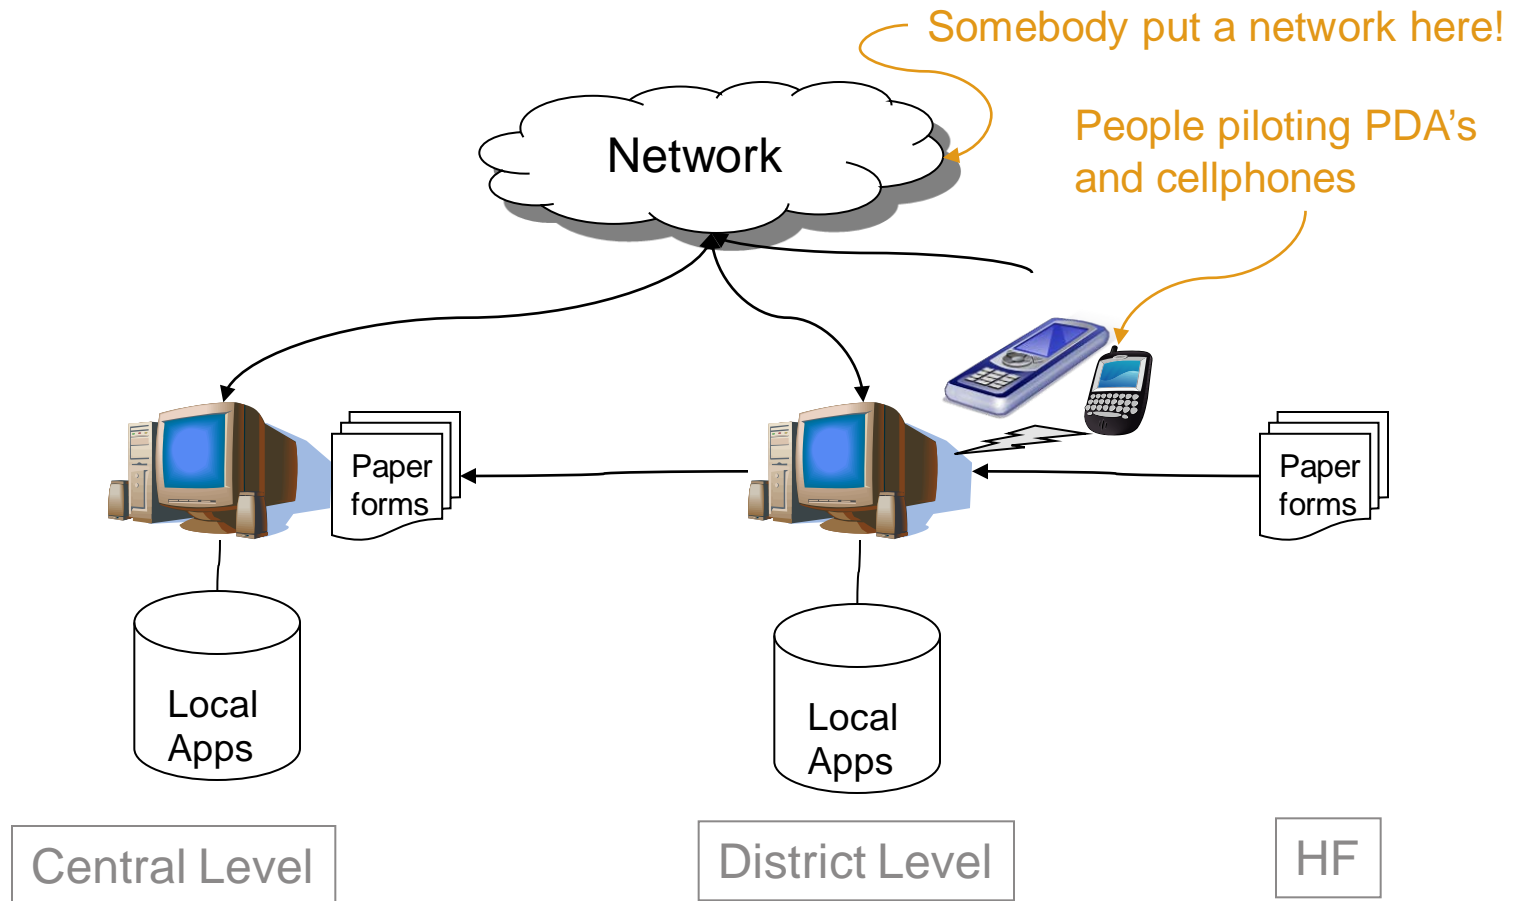 Somebody put a network here!
People piloting PDA's
and cellphones
Network
Paper
forms
Paper
forms
Local
Apps
Local
Apps
Central Level
District Level
HF